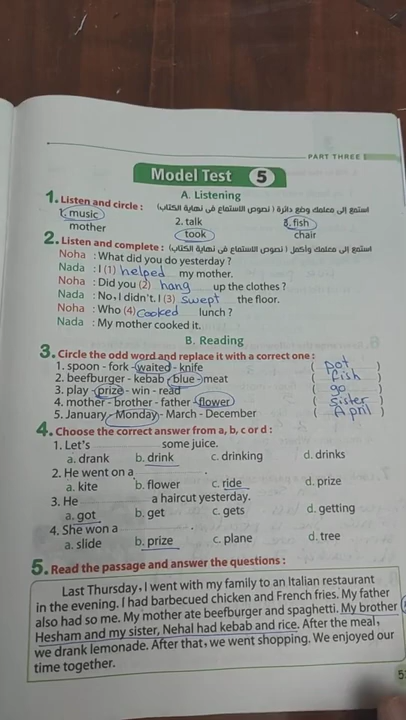 PART THREE
Model Test 5
A. Listening
1. Listen and circle : (استمع إلى معلمك وضع دائرة ( نصوص الاستماع فى نهاية الكتاب
1. music 2. talk 3. fish
mother took chair
2. Listen and complete : (استمع إلى معلمك وأكمل ( نصوص الاستماع فى نهاية الكتاب
Noha : What did you do yesterday ?
Nada : I (1) helped my mother.
Noha : Did you (2) hang up the clothes ?
Nada : No, I didn't. I (3) swept the floor.
Noha : Who (4) cooked lunch ?
Nada : My mother cooked it.
B. Reading
3. Circle the odd word and replace it with a correct one :
1. spoon - fork - waited - knife ( pot )
2. beefburger - kebab - blue - meat ( fish )
3. play - prize - win - read ( go )
4. mother - brother - father - flower ( sister )
5. January - Monday - March - December ( April )
4. Choose the correct answer from a, b, c or d :
1. Let's some juice.
a. drank b. drink c. drinking d. drinks
2. He went on a .
a. kite b. flower c. ride d. prize
3. He a haircut yesterday.
a. got b. get c. gets d. getting
4. She won a .
a. slide b. prize c. plane d. tree
5. Read the passage and answer the questions :
Last Thursday, I went with my family to an Italian restaurant
in the evening. I had barbecued chicken and French fries. My father
also had so me. My mother ate beefburger and spaghetti. My brother
Hesham and my sister, Nehal had kebab and rice. After the meal,
we drank lemonade. After that, we went shopping. We enjoyed our
time together.